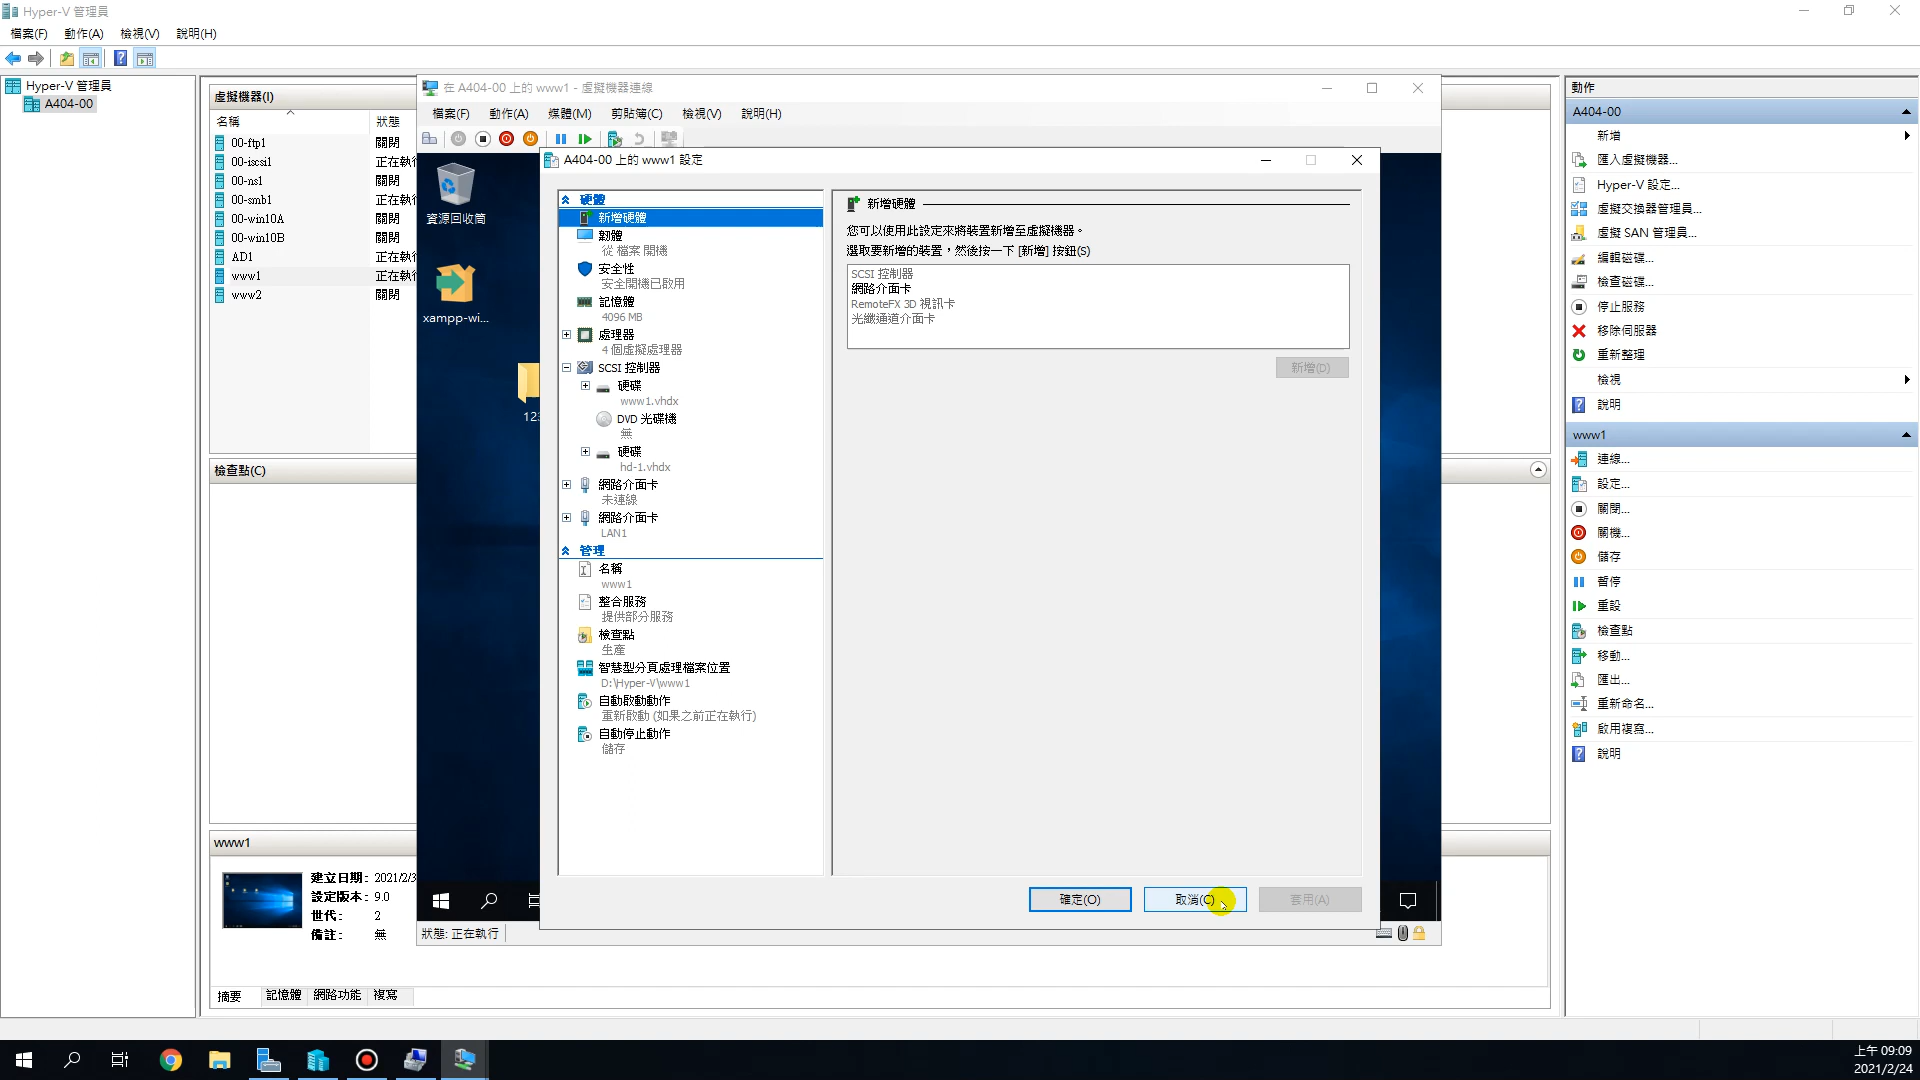 Hyper-V 管理員
檔案(F) 動作(A) 檢視(V) 說明(H)
Hyper-V 管理員
A404-00
虛擬機器(I)
名稱 狀態
00-ftp1 關閉
00-iscsi1 正在執行
00-ns1 關閉
00-smb1 正在執行
00-win10A 關閉
00-win10B 關閉
AD1 正在執行
www1 正在執行
www2 關閉
檢查點(C)
www1
建立日期: 2021/2/3
設定版本: 9.0
世代: 2
備註: 無
摘要 記憶體 網路功能 複寫
在 A404-00 上的 www1 - 虛擬機器連線
檔案(F) 動作(A) 媒體(M) 剪貼簿(C) 檢視(V) 說明(H)
資源回收筒
xampp-wi...
123
狀態: 正在執行
A404-00 上的 www1 設定
硬體
新增硬體
韌體
從 檔案 開機
安全性
安全開機已啟用
記憶體
4096 MB
處理器
4 個虛擬處理器
SCSI 控制器
硬碟
www1.vhdx
DVD 光碟機
無
硬碟
hd-1.vhdx
網路介面卡
未連線
網路介面卡
LAN1
管理
名稱
www1
整合服務
提供部分服務
檢查點
生產
智慧型分頁處理檔案位置
D:\Hyper-V\www1
自動啟動動作
重新啟動 (如果之前正在執行)
自動停止動作
儲存
新增硬體
您可以使用此設定來將裝置新增至虛擬機器。
選取要新增的裝置，然後按一下 [新增] 按鈕(S)
SCSI 控制器
網路介面卡
RemoteFX 3D 視訊卡
光纖通道介面卡
新增(D)
確定(O) 取消(C) 套用(A)
動作
A404-00
新增
匯入虛擬機器...
Hyper-V 設定...
虛擬交換器管理員...
虛擬 SAN 管理員...
編輯磁碟...
檢查磁碟...
停止服務
移除伺服器
重新整理
檢視
說明
www1
連線...
設定...
關閉...
關機...
儲存
暫停
重設
檢查點
移動...
匯出...
重新命名...
啟用複寫...
說明
上午 09:09
2021/2/24